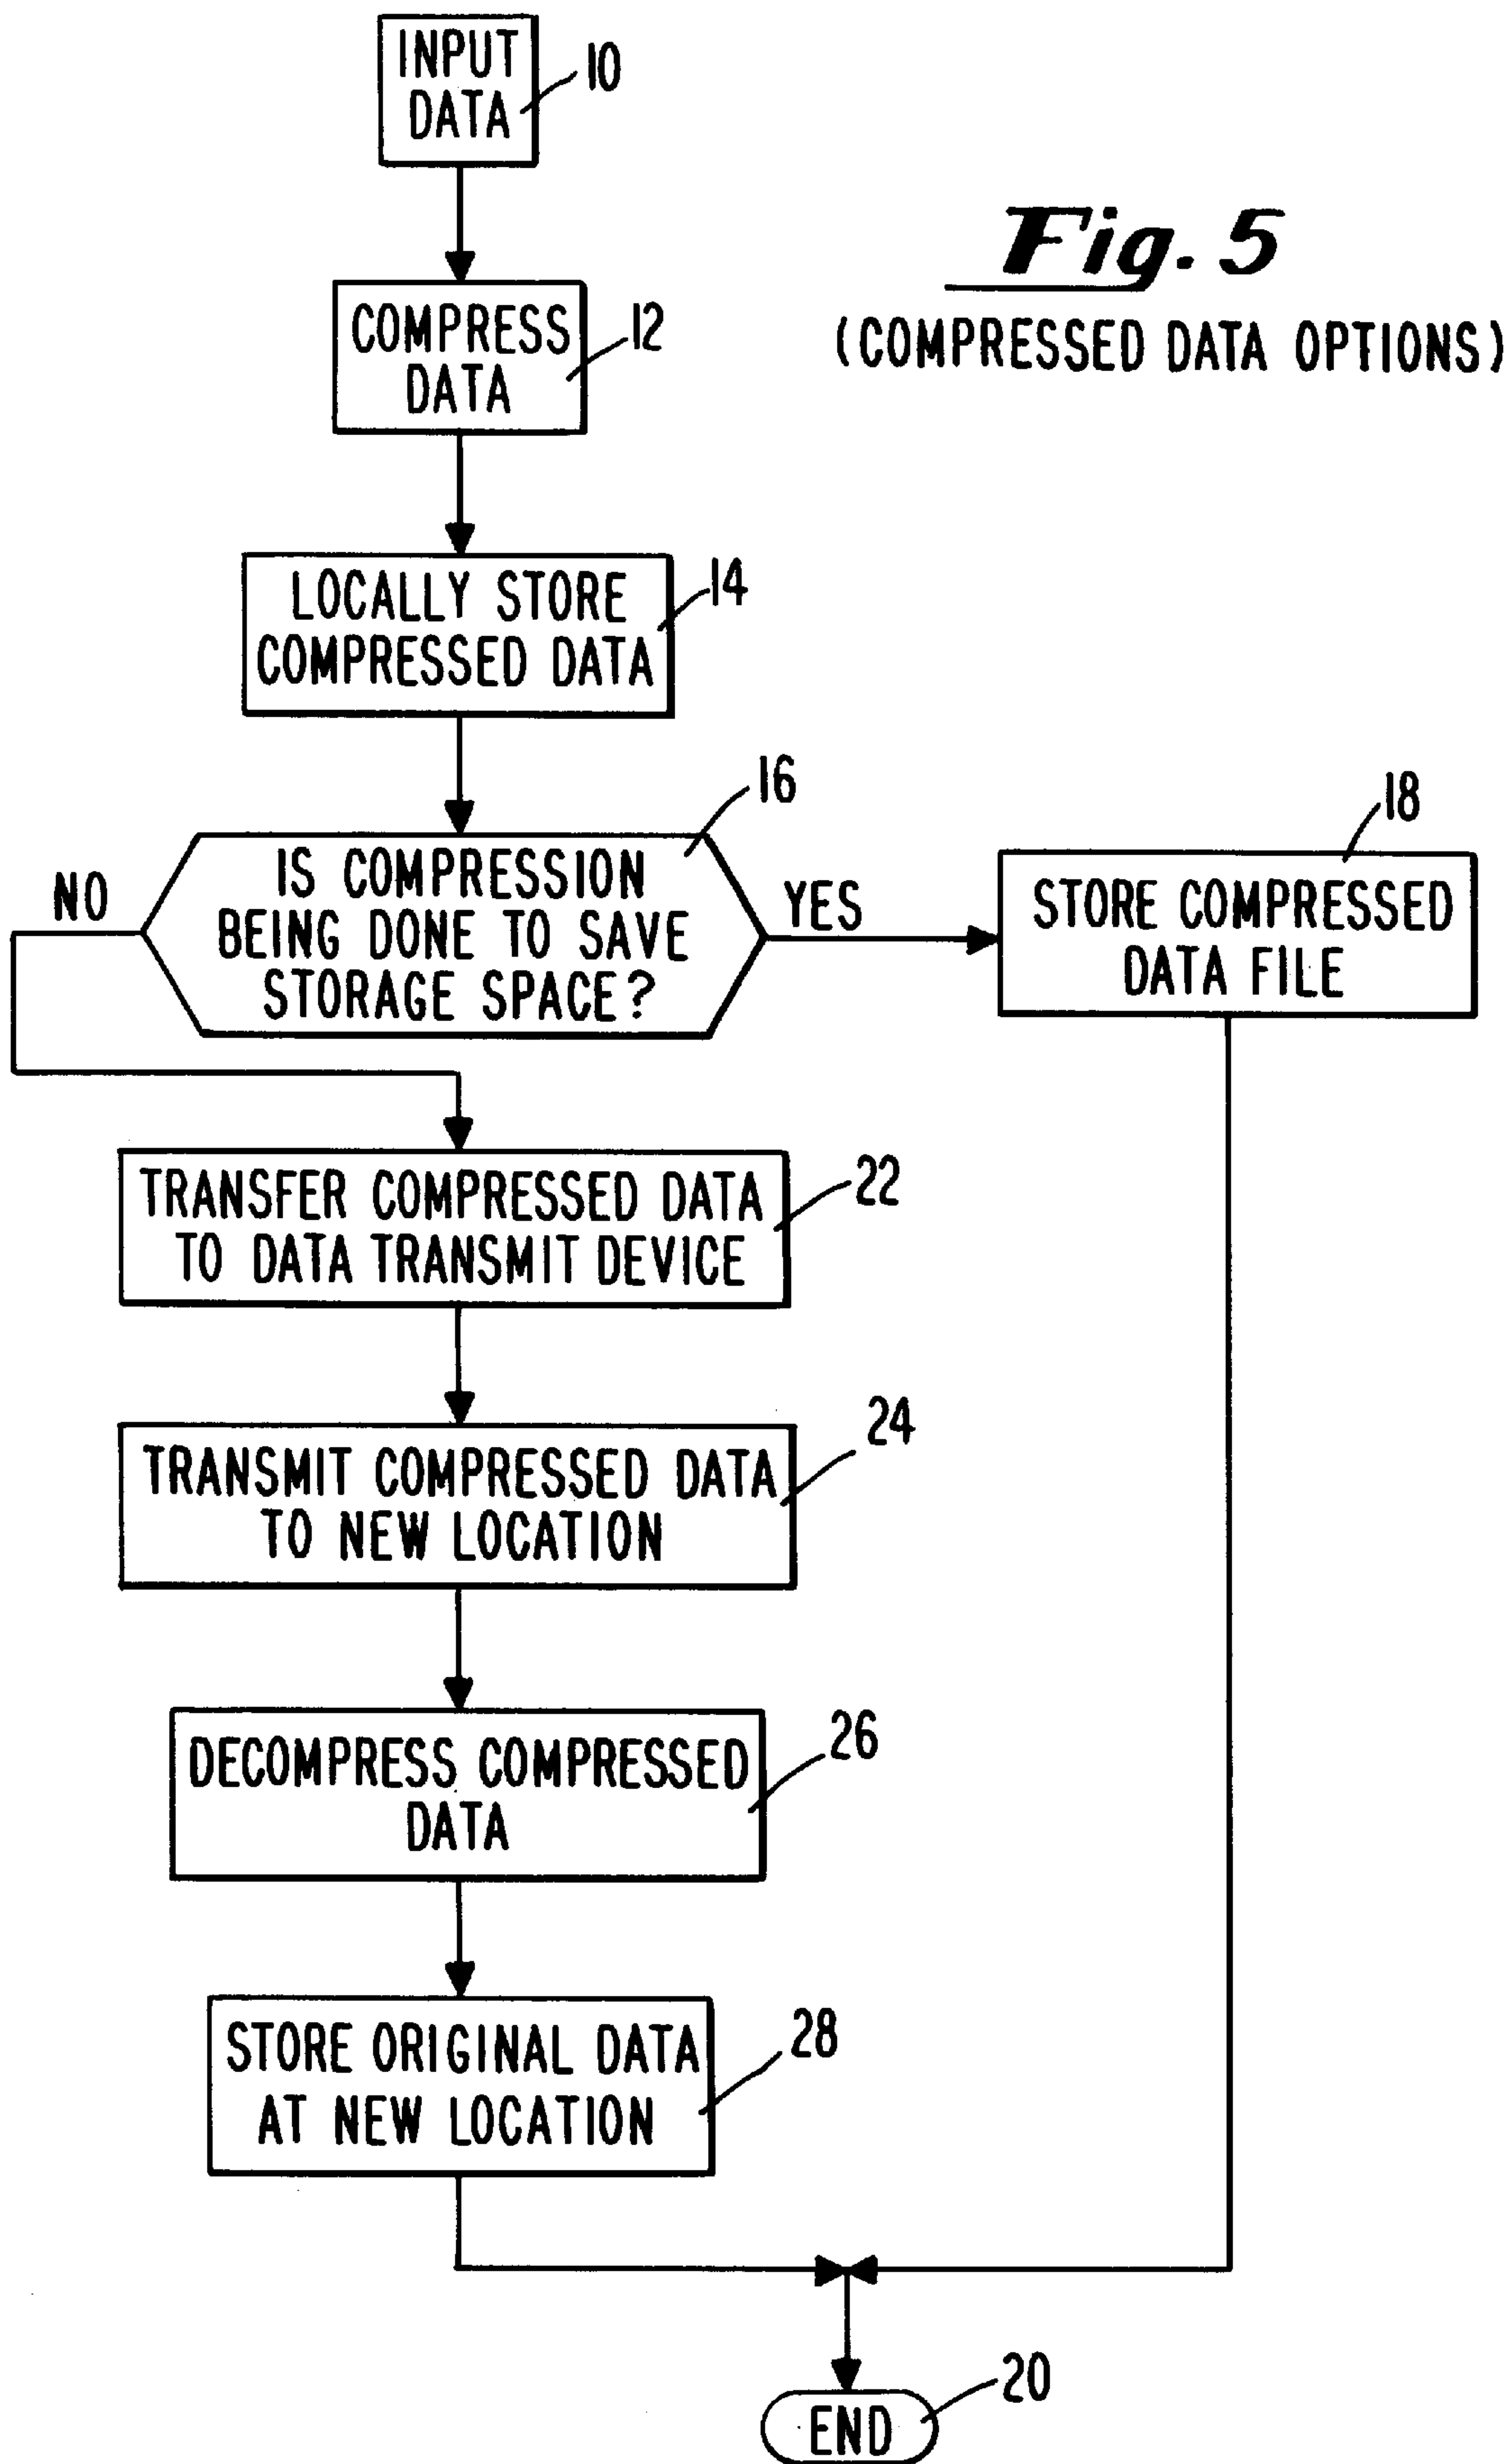 INPUT
DATA
10
Fig. 5
(COMPRESSED DATA OPTIONS)
COMPRESS
DATA
12
LOCALLY STORE
COMPRESSED DATA
14
IS COMPRESSION
BEING DONE TO SAVE
STORAGE SPACE?
16
NO
YES
STORE COMPRESSED
DATA FILE
18
TRANSFER COMPRESSED DATA
TO DATA TRANSMIT DEVICE
22
TRANSMIT COMPRESSED DATA
TO NEW LOCATION
24
DECOMPRESS COMPRESSED
DATA
26
STORE ORIGINAL DATA
AT NEW LOCATION
28
END
20